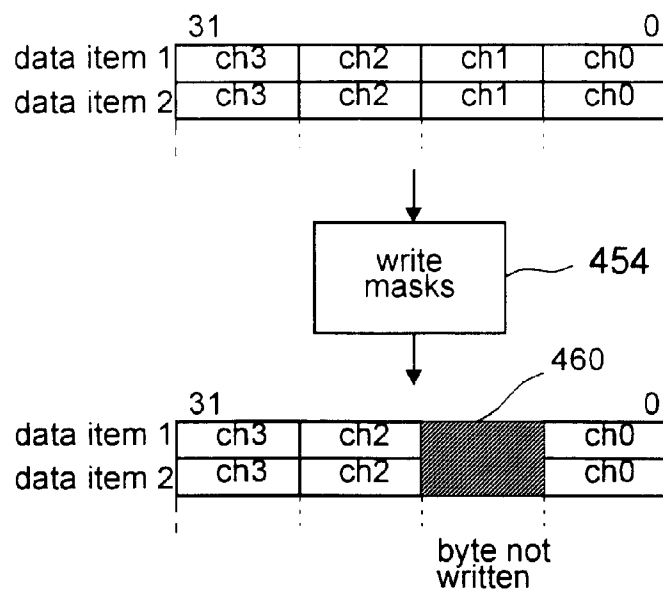 31 0
data item 1 ch3 ch2 ch1 ch0
data item 2 ch3 ch2 ch1 ch0
write
masks
454
460
31 0
data item 1 ch3 ch2 ch0
data item 2 ch3 ch2 ch0
byte not
written